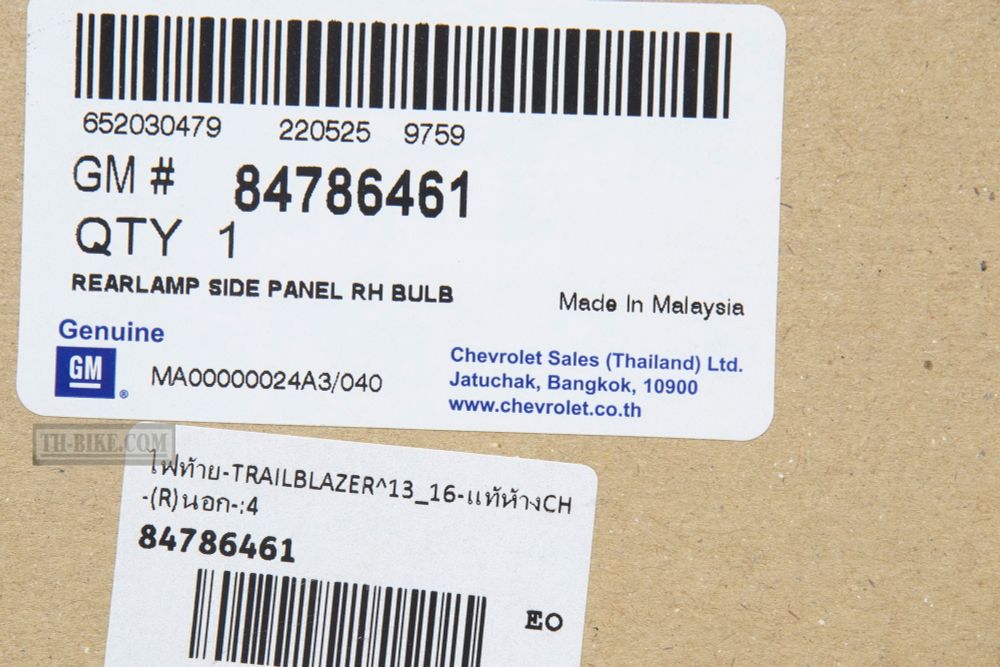 652030479 220525 9759
GM # 84786461
QTY 1
REARLAMP SIDE PANEL RH BULB
Made In Malaysia
Genuine
GM ®
MA00000024A3/040
Chevrolet Sales (Thailand) Ltd.
Jatuchak, Bangkok, 10900
www.chevrolet.co.th
TH-BIKE.COM
ไฟท้าย-TRAILBLAZER^13_16-แท้ห้างCH
-(R)นอก-:4
84786461
EO